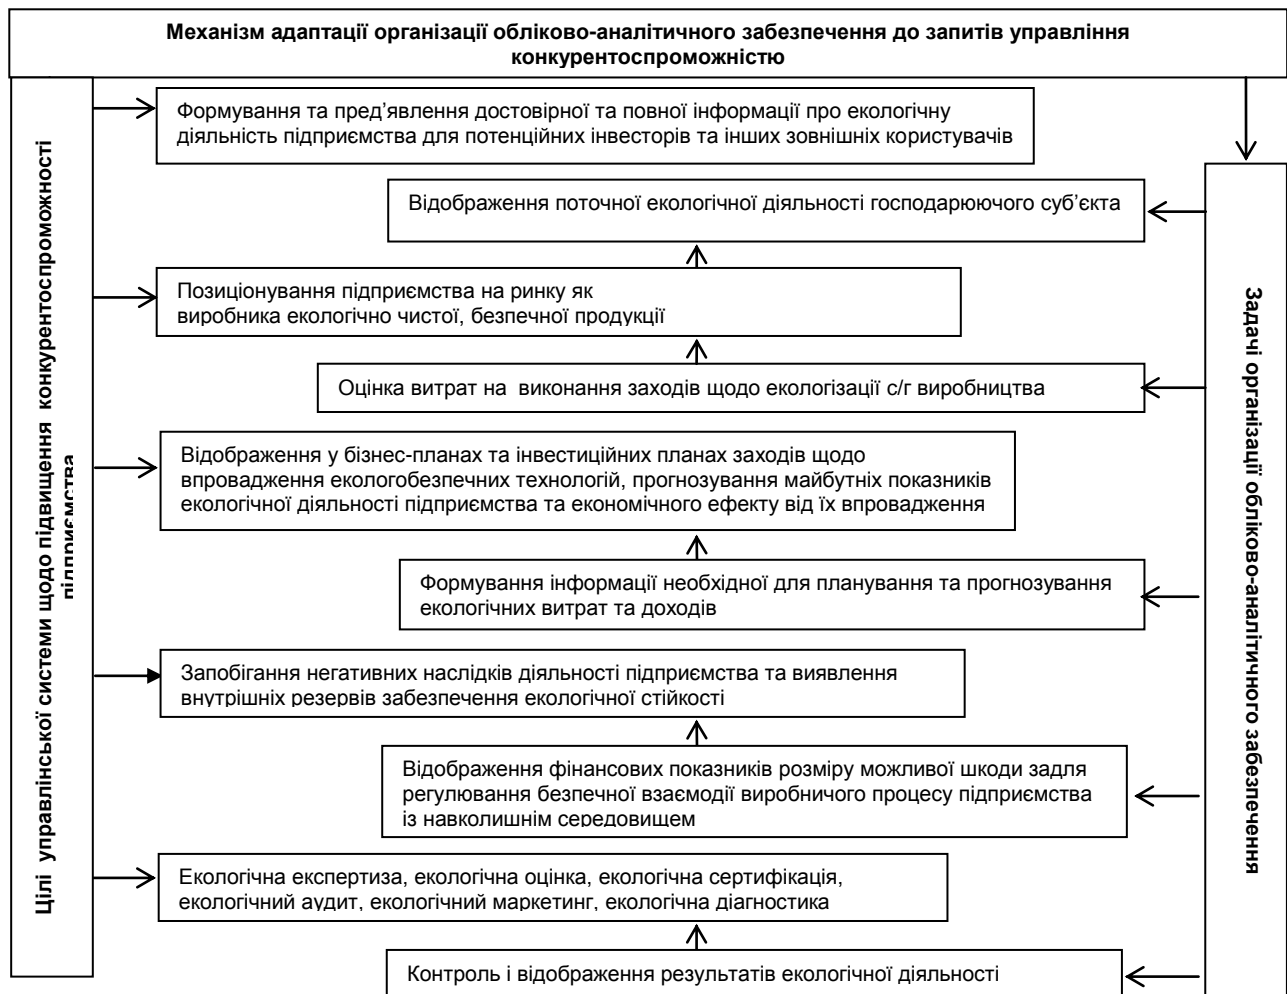 Механізм адаптації організації обліково-аналітичного забезпечення до запитів управління
конкурентоспроможністю
Цілі управлінської системи щодо підвищення конкурентоспроможності
підприємства
Формування та пред’явлення достовірної та повної інформації про екологічну
діяльність підприємства для потенційних інвесторів та інших зовнішніх користувачів
Відображення поточної екологічної діяльності господарюючого суб’єкта
Позиціонування підприємства на ринку як
виробника екологічно чистої, безпечної продукції
Оцінка витрат на виконання заходів щодо екологізації с/г виробництва
Відображення у бізнес-планах та інвестиційних планах заходів щодо
впровадження екологобезпечних технологій, прогнозування майбутніх показників
екологічної діяльності підприємства та економічного ефекту від їх впровадження
Формування інформації необхідної для планування та прогнозування
екологічних витрат та доходів
Запобігання негативних наслідків діяльності підприємства та виявлення
внутрішніх резервів забезпечення екологічної стійкості
Відображення фінансових показників розміру можливої шкоди задля
регулювання безпечної взаємодії виробничого процесу підприємства
із навколишнім середовищем
Екологічна експертиза, екологічна оцінка, екологічна сертифікація,
екологічний аудит, екологічний маркетинг, екологічна діагностика
Контроль і відображення результатів екологічної діяльності
Задачі організації обліково-аналітичного забезпечення